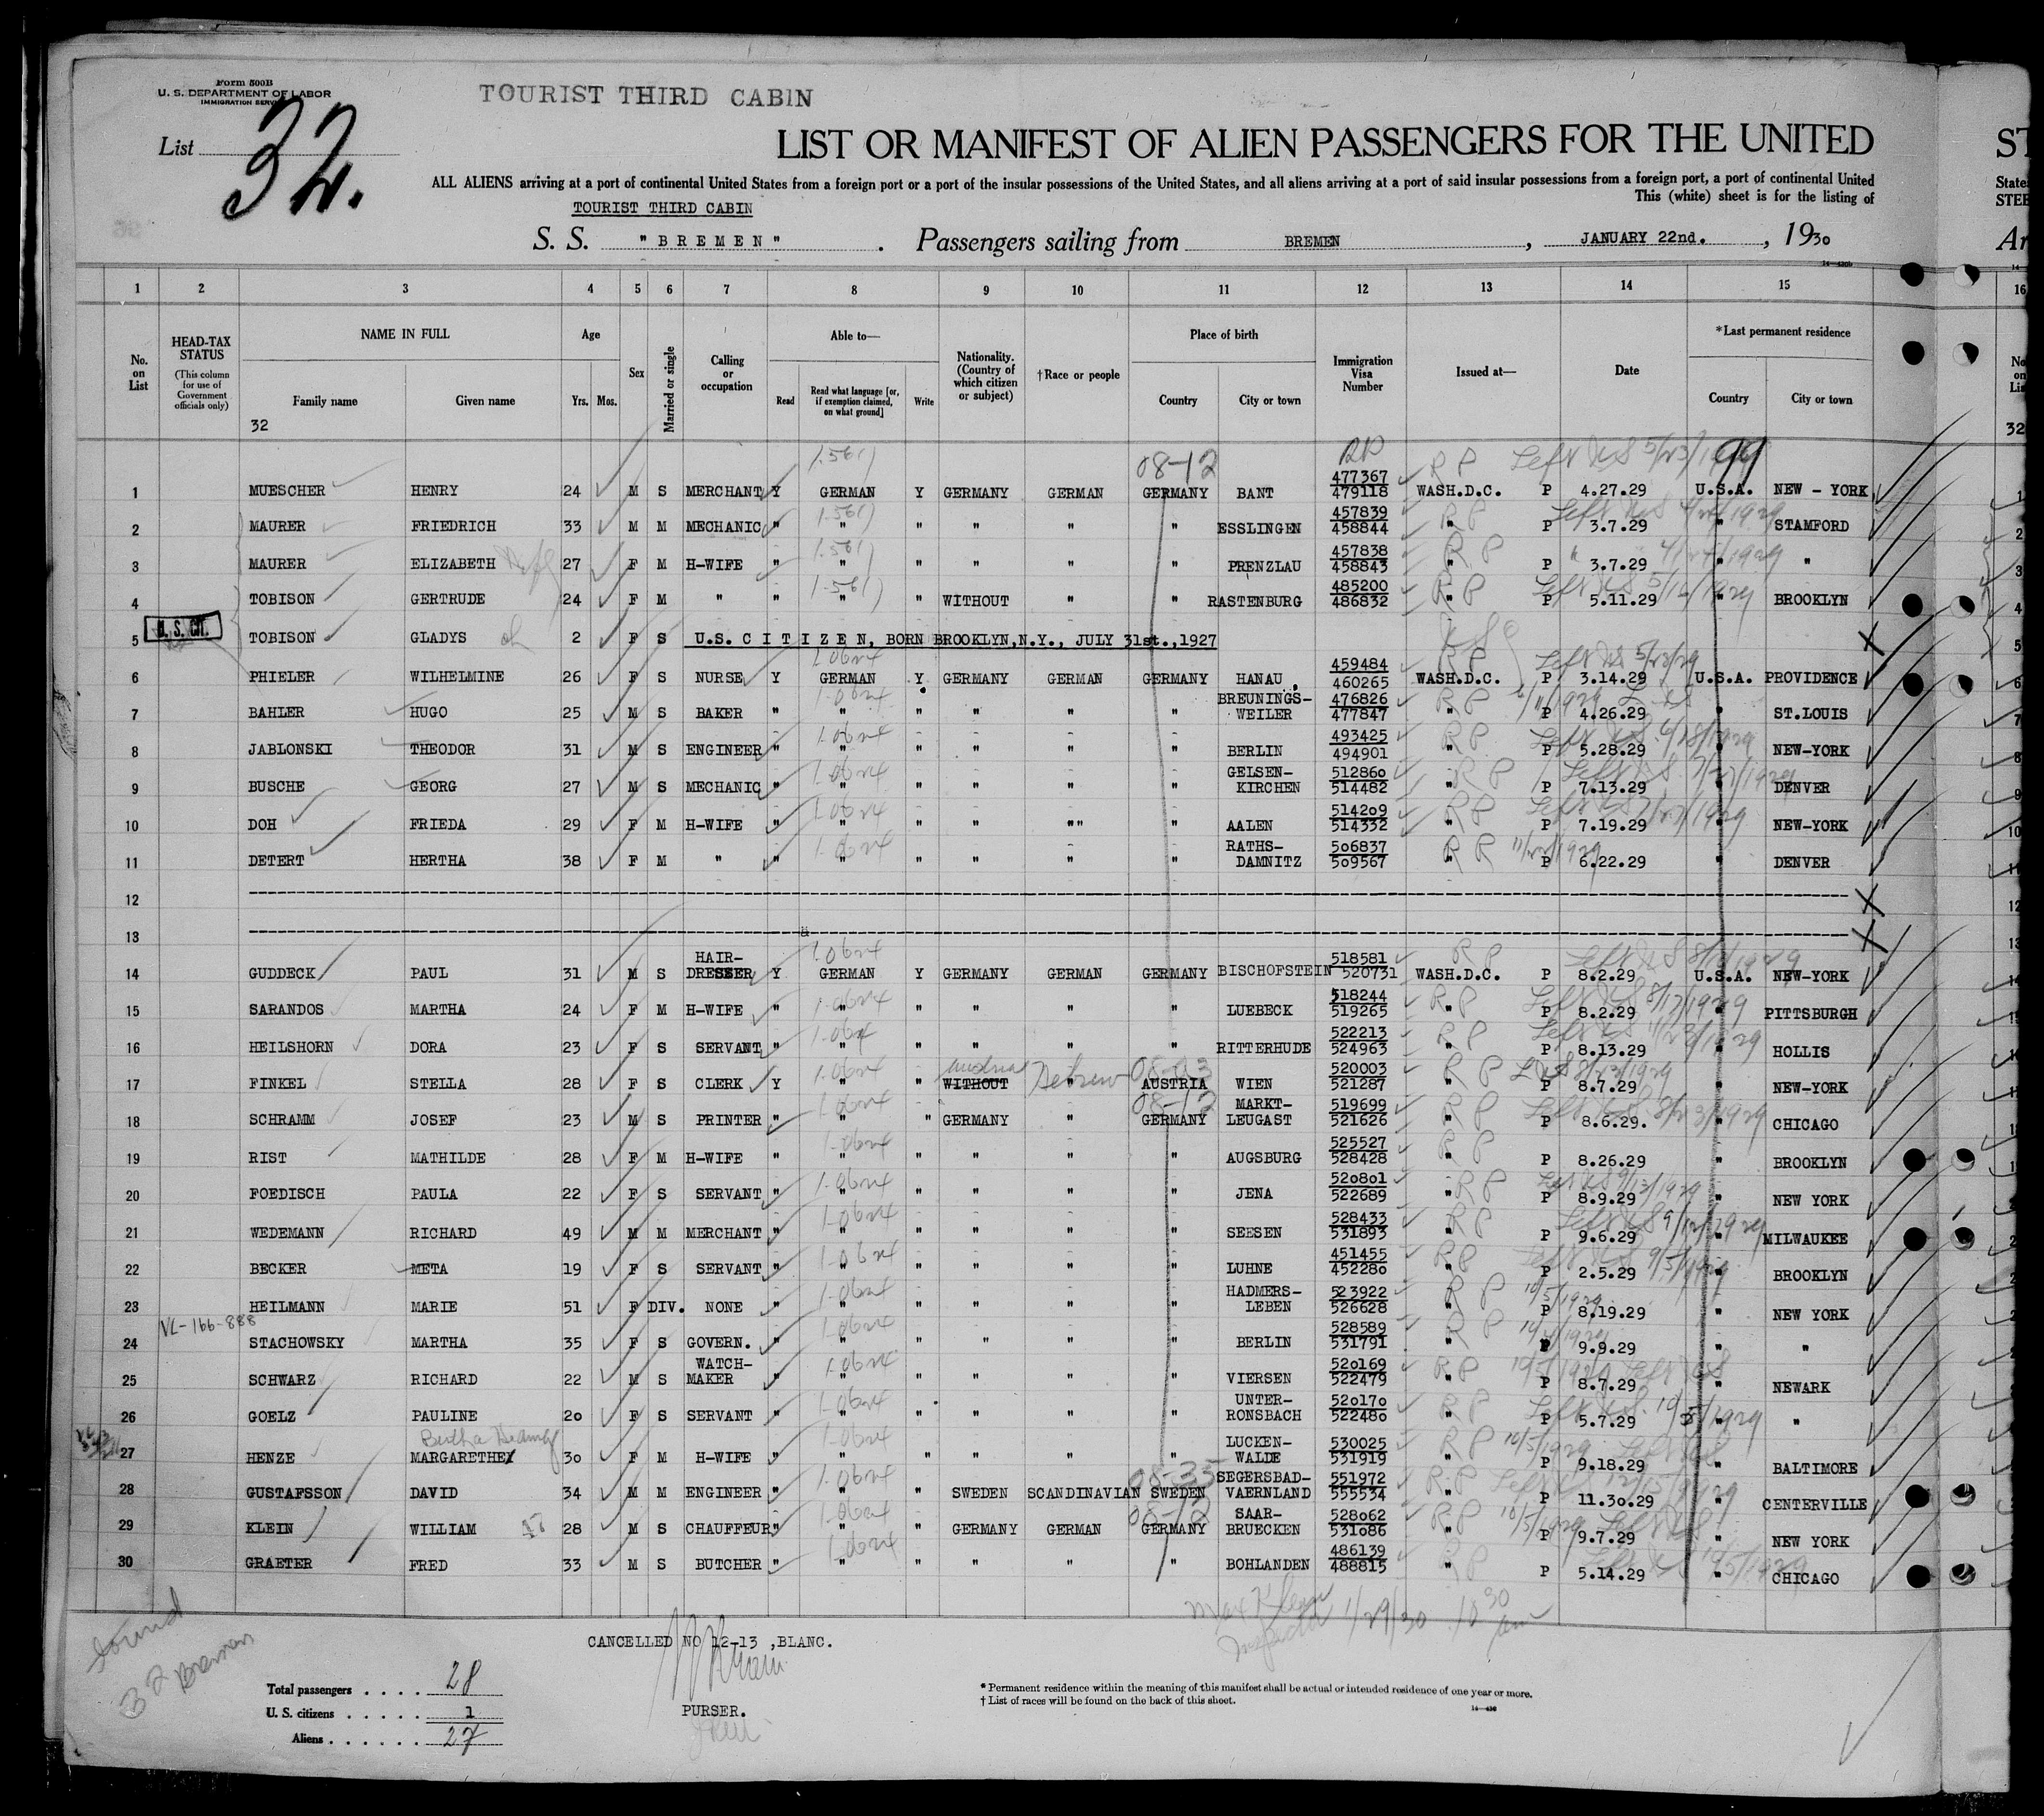 Form 500B
U. S. DEPARTMENT OF LABOR
IMMIGRATION SERVICE
TOURIST THIRD CABIN
List 32.
LIST OR MANIFEST OF ALIEN PASSENGERS FOR THE UNITED
ALL ALIENS arriving at a port of continental United States from a foreign port or a port of the insular possessions of the United States, and all aliens arriving at a port of said insular possessions from a foreign port, a port of continental United
This (white) sheet is for the listing of
TOURIST THIRD CABIN
S. S. "BREMEN". Passengers sailing from BREMEN, JANUARY 22nd., 1930
1 2 3 4 5 6 7 8 9 10 11 12 13 14 15 16
No. on List
HEAD-TAX STATUS
(This column for use of Government officials only)
NAME IN FULL
Family name Given name
Age
Yrs. Mos.
Sex
Married or single
Calling or occupation
Able to—
Read
Read what language [or, if exemption claimed, on what ground]
Write
Nationality. (Country of which citizen or subject)
†Race or people
Place of birth
Country City or town
Immigration Visa Number
Issued at—
Date
*Last permanent residence
Country City or town
32
1 MUESCHER HENRY 24 M S MERCHANT Y GERMAN Y GERMANY GERMAN GERMANY BANT 477367 479118 WASH.D.C. P 4.27.29 U.S.A. NEW - YORK
2 MAURER FRIEDRICH 33 M M MECHANIC " " " " " " ESSLINGEN 457839 458844 " P 3.7.29 " STAMFORD
3 MAURER ELIZABETH 27 F M H-WIFE " " " " " " PRENZLAU 457838 458843 " P 3.7.29 " "
4 TOBISON GERTRUDE 24 F M " " " " WITHOUT " " RASTENBURG 485200 486832 " P 5.11.29 " BROOKLYN
U. S. CIT.
5 TOBISON GLADYS 2 F S U.S. CITIZEN, BORN BROOKLYN,N.Y., JULY 31st.,1927
6 PHIELER WILHELMINE 26 F S NURSE Y GERMAN Y GERMANY GERMAN GERMANY HANAU 459484 460265 WASH.D.C. P 3.14.29 U.S.A. PROVIDENCE
7 BAHLER HUGO 25 M S BAKER " " " " " " BREUNINGS-WEILER 476826 477847 " P 4.26.29 " ST.LOUIS
8 JABLONSKI THEODOR 31 M S ENGINEER " " " " " " BERLIN 493425 494901 " P 5.28.29 " NEW-YORK
9 BUSCHE GEORG 27 M S MECHANIC " " " " " " GELSEN-KIRCHEN 512860 514482 " P 7.13.29 " DENVER
10 DOH FRIEDA 29 F M H-WIFE " " " " "" " AALEN 514209 514332 " P 7.19.29 " NEW-YORK
11 DETERT HERTHA 38 F M " " " " " " " RATHS-DAMNITZ 506837 509567 " P 6.22.29 " DENVER
12
13
14 GUDDECK PAUL 31 M S HAIR-DRESSER Y GERMAN Y GERMANY GERMAN GERMANY BISCHOFSTEIN 518581 520731 WASH.D.C. P 8.2.29 U.S.A. NEW-YORK
15 SARANDOS MARTHA 24 F M H-WIFE " " " " " " LUEBECK 518244 519265 " P 8.2.29 " PITTSBURGH
16 HEILSHORN DORA 23 F S SERVANT " " " " " " RITTERHUDE 522213 524963 " P 8.13.29 " HOLLIS
17 FINKEL STELLA 28 F S CLERK Y " " WITHOUT Austria " Hebrew AUSTRIA WIEN 520003 521287 " P 8.7.29 " NEW-YORK
18 SCHRAMM JOSEF 23 M S PRINTER " " " GERMANY " GERMANY MARKT-LEUGAST 519699 521626 " P 8.6.29. " CHICAGO
19 RIST MATHILDE 28 F M H-WIFE " " " " " " AUGSBURG 525527 528428 " P 8.26.29 " BROOKLYN
20 FOEDISCH PAULA 22 F S SERVANT " " " " " " JENA 520801 522689 " P 8.9.29 " NEW YORK
21 WEDEMANN RICHARD 49 M M MERCHANT " " " " " " SEESEN 528433 531893 " P 9.6.29 " MILWAUKEE
22 BECKER META 19 F S SERVANT " " " " " " LUHNE 451455 452280 " P 2.5.29 " BROOKLYN
23 HEILMANN MARIE 51 F DIV. NONE " " " " " " HADMERS-LEBEN 523922 526628 " P 8.19.29 " NEW YORK
VL-166-888
24 STACHOWSKY MARTHA 35 F S GOVERN. " " " " " " BERLIN 528589 531791 " P 9.9.29 " "
25 SCHWARZ RICHARD 22 M S WATCH-MAKER " " " " " " VIERSEN 520169 522479 " P 8.7.29 " NEWARK
26 GOELZ PAULINE 20 F S SERVANT " " " " " " UNTER-RONSBACH 520170 522480 " P 5.7.29 " "
27 HENZE MARGARETHE 30 F M H-WIFE " " " " " " LUCKEN-WALDE 530025 531919 " P 9.18.29 " BALTIMORE
28 GUSTAFSSON DAVID 34 M M ENGINEER " " " SWEDEN SCANDINAVIAN SWEDEN SEGERSBAD-VAERNLAND 551972 555534 " P 11.30.29 " CENTERVILLE
29 KLEIN WILLIAM 28 M S CHAUFFEUR " " " GERMANY GERMAN GERMANY SAAR-BRUECKEN 528062 531086 " P 9.7.29 " NEW YORK
30 GRAETER FRED 33 M S BUTCHER " " " " " " BOHLANDEN 486139 488815 " P 5.14.29 " CHICAGO
1/29/30
CANCELLED NO 12-13 ,BLANC.
PURSER.
32 Bremen
Total passengers . . . . 28
U. S. citizens . . . . . 1
Aliens . . . . . . 27
* Permanent residence within the meaning of this manifest shall be actual or intended residence of one year or more.
† List of races will be found on the back of this sheet.